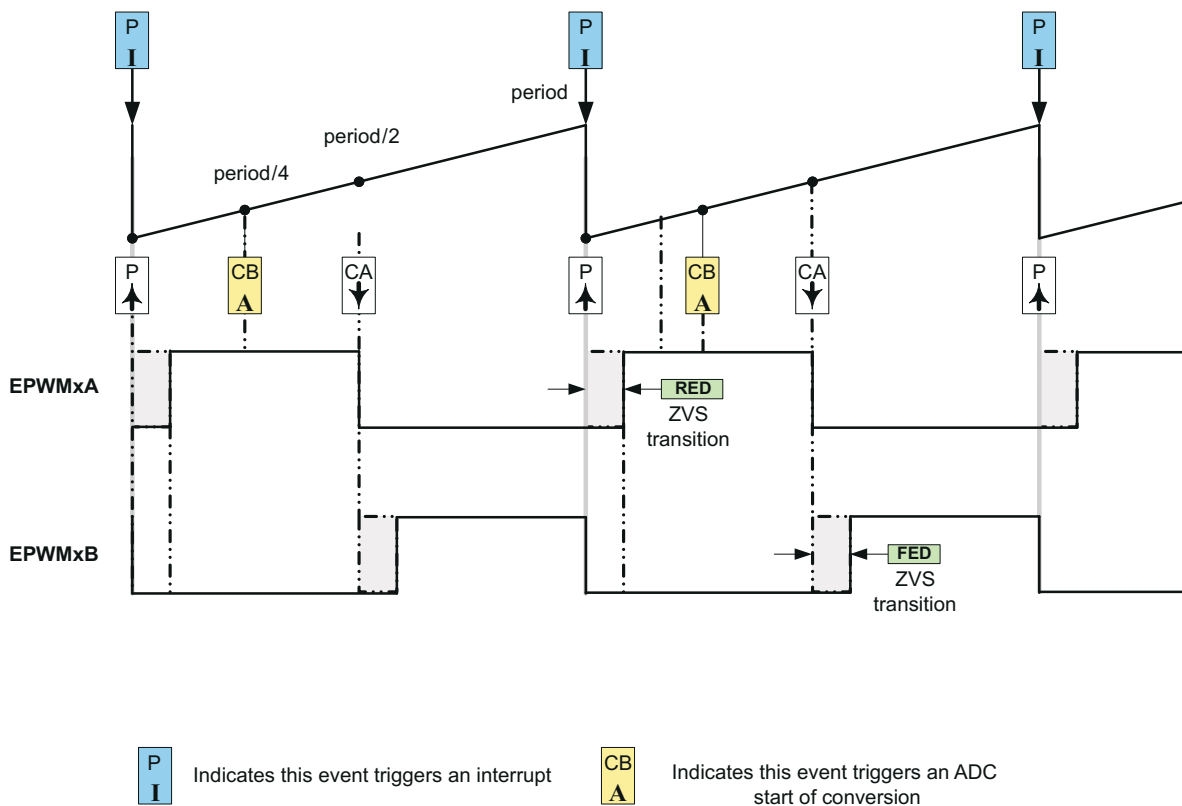 P
I
P
I
P
I
period
period/2
period/4
P
CB
A
CA
P
CB
A
CA
P
EPWMxA
RED
ZVS
transition
EPWMxB
FED
ZVS
transition
P
I
Indicates this event triggers an interrupt
CB
A
Indicates this event triggers an ADC
start of conversion